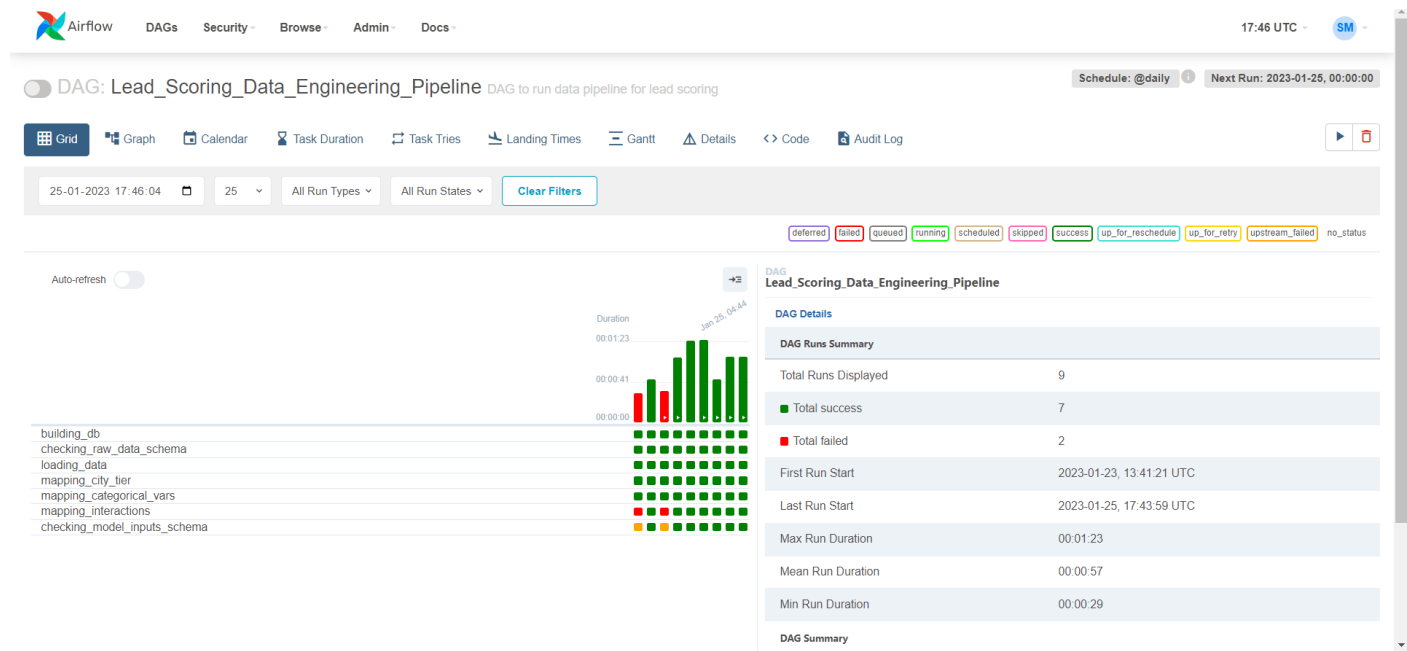 Airflow DAGs Security Browse Admin Docs 17:46 UTC SM
DAG: Lead_Scoring_Data_Engineering_Pipeline DAG to run data pipeline for lead scoring Schedule: @daily i Next Run: 2023-01-25, 00:00:00
Grid Graph Calendar Task Duration Task Tries Landing Times Gantt Details Code Audit Log
25-01-2023 17:46:04 25 All Run Types All Run States Clear Filters
deferred failed queued running scheduled skipped success up_for_reschedule up_for_retry upstream_failed no_status
Auto-refresh
Duration
Jan 25, 04:44
00:01:23
00:00:41
00:00:00
building_db
checking_raw_data_schema
loading_data
mapping_city_tier
mapping_categorical_vars
mapping_interactions
checking_model_inputs_schema
DAG
Lead_Scoring_Data_Engineering_Pipeline
DAG Details
DAG Runs Summary
Total Runs Displayed 9
Total success 7
Total failed 2
First Run Start 2023-01-23, 13:41:21 UTC
Last Run Start 2023-01-25, 17:43:59 UTC
Max Run Duration 00:01:23
Mean Run Duration 00:00:57
Min Run Duration 00:00:29
DAG Summary